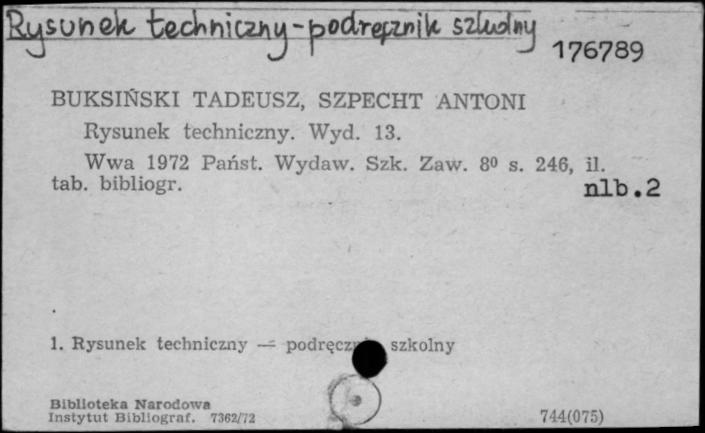 Rysunek techniczny - podręcznik szkolny
176789
BUKSIŃSKI TADEUSZ, SZPECHT ANTONI
Rysunek techniczny. Wyd. 13.
Wwa 1972 Państ. Wydaw. Szk. Zaw. 8⁰ s. 246, il.
tab. bibliogr.
nlb.2
1. Rysunek techniczny — podręcz szkolny
Biblioteka Narodowa
Instytut Bibliograf. 7362/72
744(075)